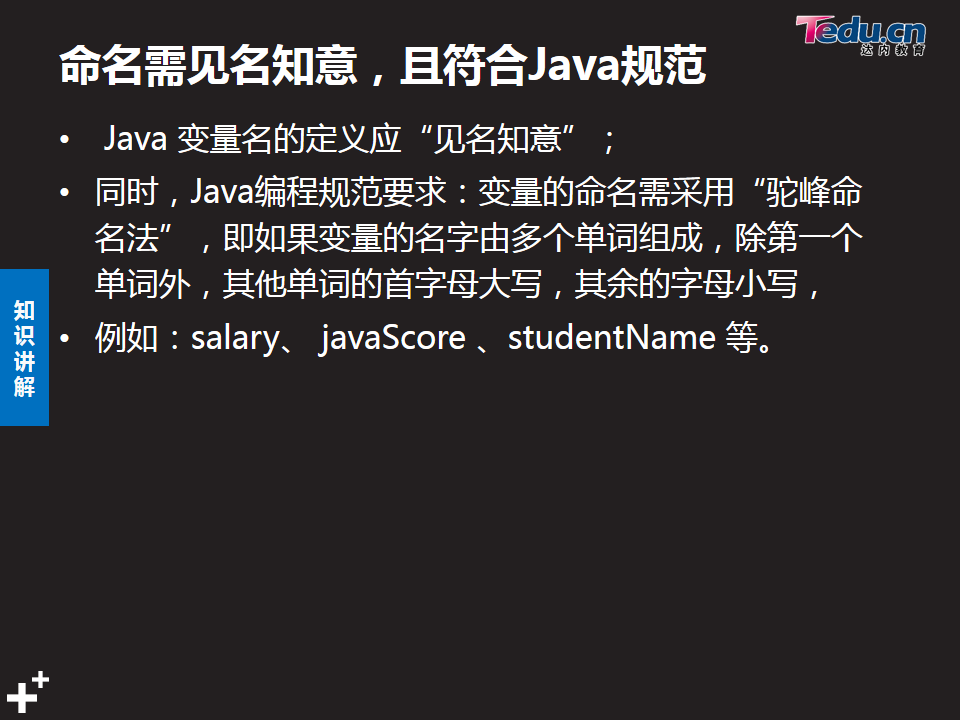 Tedu.cn
达内教育
命名需见名知意，且符合Java规范
• Java 变量名的定义应“见名知意”；
• 同时，Java编程规范要求：变量的命名需采用“驼峰命
名法”，即如果变量的名字由多个单词组成，除第一个
单词外，其他单词的首字母大写，其余的字母小写，
• 例如：salary、 javaScore 、studentName 等。
知
识
讲
解